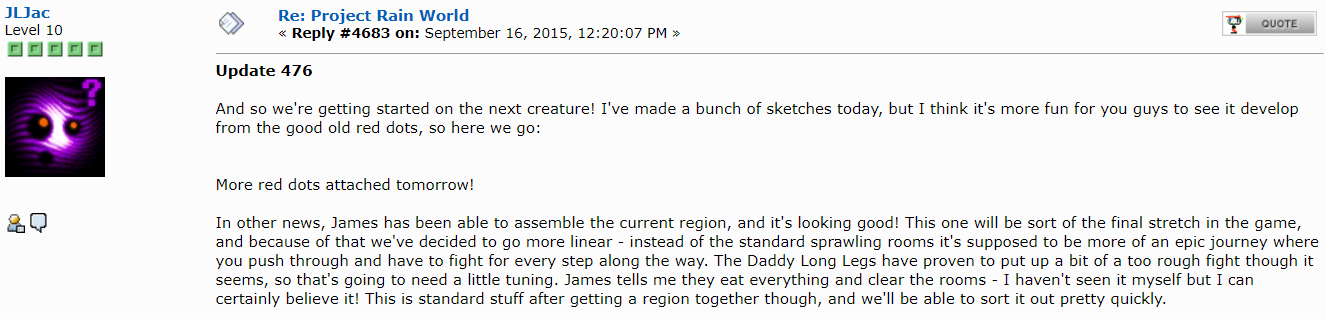 JLJac
Level 10
Re: Project Rain World
« Reply #4683 on: September 16, 2015, 12:20:07 PM »
QUOTE
Update 476
And so we're getting started on the next creature! I've made a bunch of sketches today, but I think it's more fun for you guys to see it develop
from the good old red dots, so here we go:
More red dots attached tomorrow!
In other news, James has been able to assemble the current region, and it's looking good! This one will be sort of the final stretch in the game,
and because of that we've decided to go more linear - instead of the standard sprawling rooms it's supposed to be more of an epic journey where
you push through and have to fight for every step along the way. The Daddy Long Legs have proven to put up a bit of a too rough fight though it
seems, so that's going to need a little tuning. James tells me they eat everything and clear the rooms - I haven't seen it myself but I can
certainly believe it! This is standard stuff after getting a region together though, and we'll be able to sort it out pretty quickly.